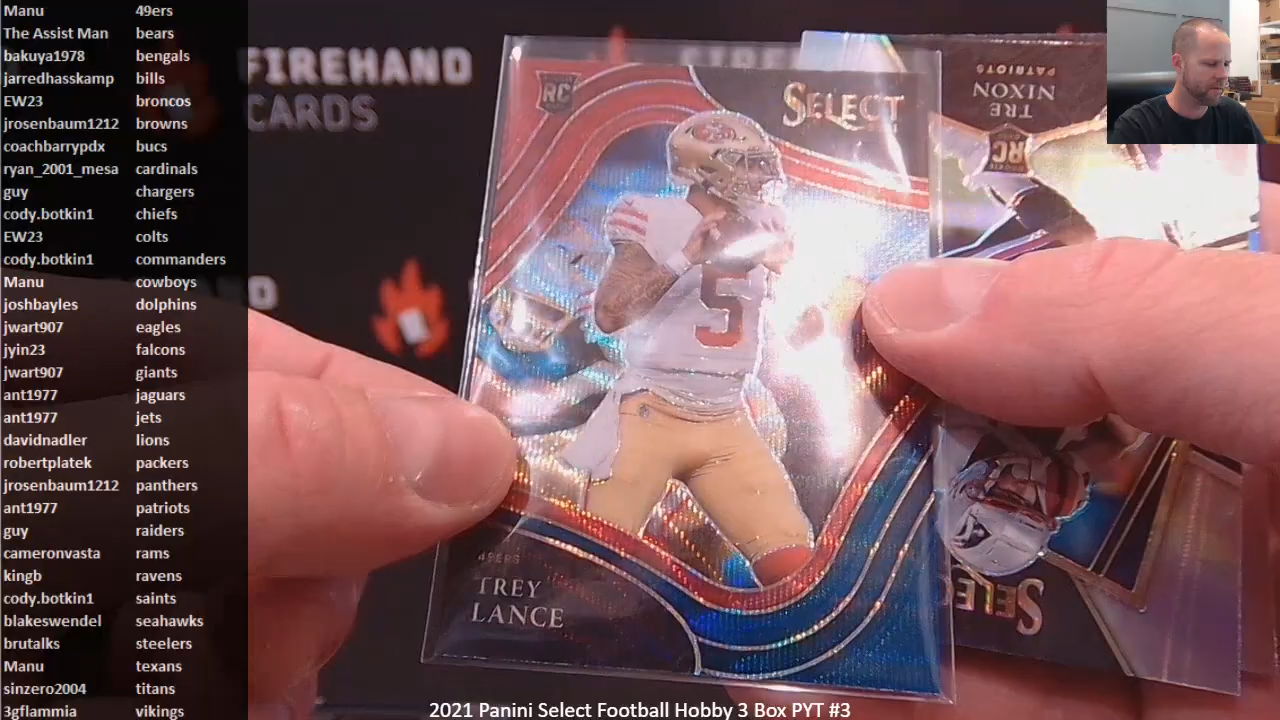 Manu 49ers
The Assist Man bears
bakuya1978 bengals
jarredhasskamp bills
EW23 broncos
jrosenbaum1212 browns
coachbarrypdx bucs
ryan_2001_mesa cardinals
guy chargers
cody.botkin1 chiefs
EW23 colts
cody.botkin1 commanders
Manu cowboys
joshbayles dolphins
jwart907 eagles
jyin23 falcons
jwart907 giants
ant1977 jaguars
ant1977 jets
davidnadler lions
robertplatek packers
jrosenbaum1212 panthers
ant1977 patriots
guy raiders
cameronvasta rams
kingb ravens
cody.botkin1 saints
blakeswendel seahawks
brutalks steelers
Manu texans
sinzero2004 titans
3gflammia vikings
FIREHAND
CARDS
RC
SELECT
5
49ERS
TREY
LANCE
TRE
NIXON
PATRIOTS
RC
SELECT
2021 Panini Select Football Hobby 3 Box PYT #3